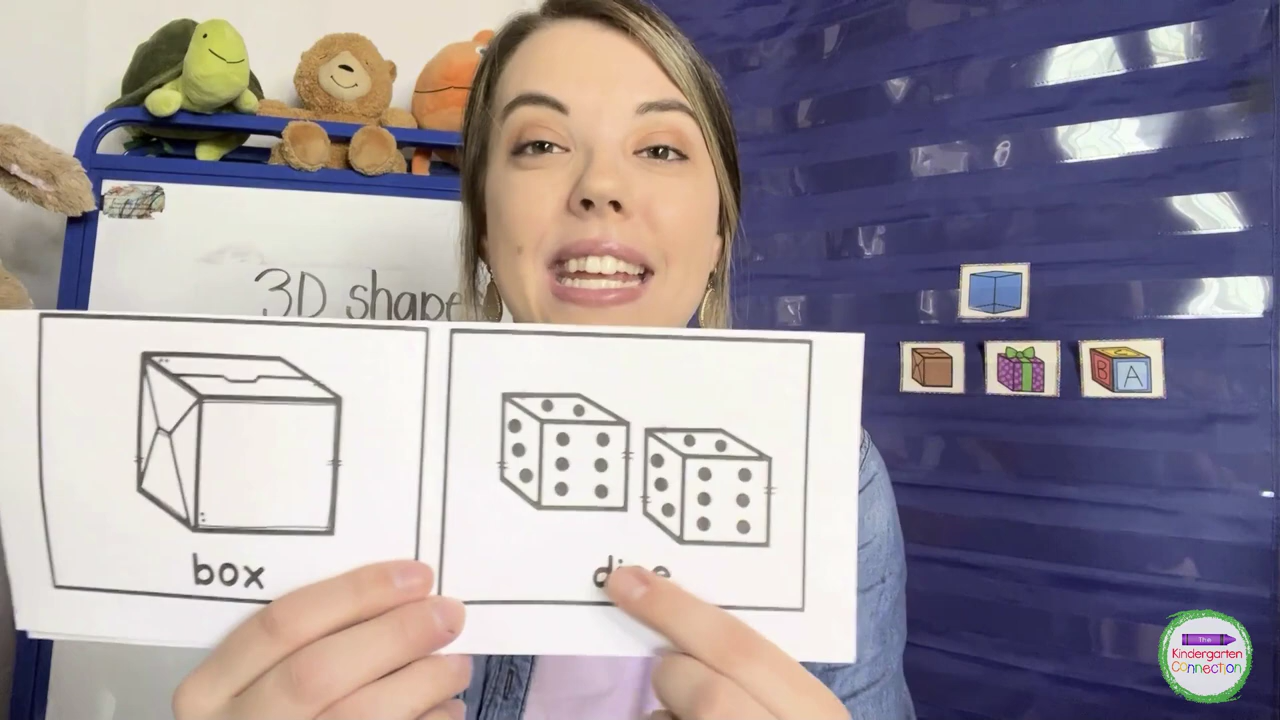 3D shape
box
B
A
The
Kindergarten
Connection